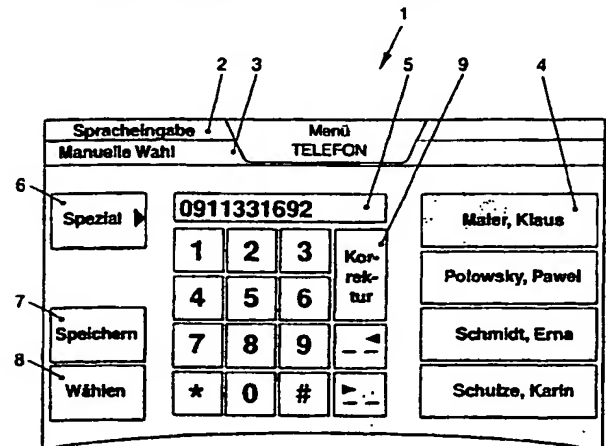 1
2 3 5 9 4
Spracheingabe Menü
Manuelle Wahl TELEFON
6
Spezial 0911331692 Maier, Klaus
1 2 3 Kor-
rek-
tur
Polowsky, Pawel
4 5 6
7
Speichern 7 8 9 Schmidt, Erna
8
Wählen * 0 # Schulze, Karin